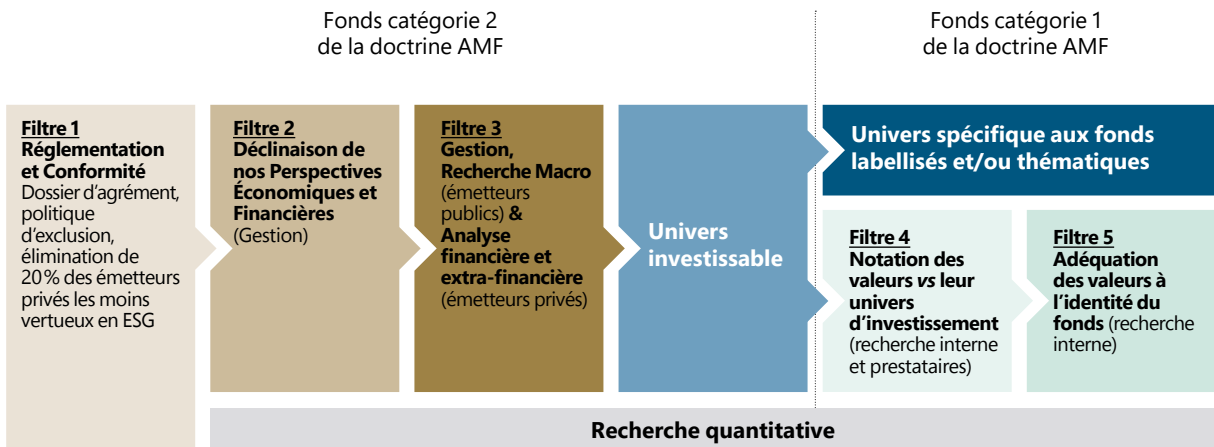 Fonds catégorie 2
de la doctrine AMF
Fonds catégorie 1
de la doctrine AMF
Filtre 1
Réglementation
et Conformité
Dossier d'agrément,
politique
d'exclusion,
élimination de
20% des émetteurs
privés les moins
vertueux en ESG
Filtre 2
Déclinaison de
nos Perspectives
Économiques et
Financières
(Gestion)
Filtre 3
Gestion,
Recherche Macro
(émetteurs
publics) &
Analyse
financière et
extra-financière
(émetteurs privés)
Univers
investissable
Univers spécifique aux fonds
labellisés et/ou thématiques
Filtre 4
Notation des
valeurs vs leur
univers
d'investissement
(recherche interne
et prestataires)
Filtre 5
Adéquation
des valeurs à
l'identité du
fonds (recherche
interne)
Recherche quantitative